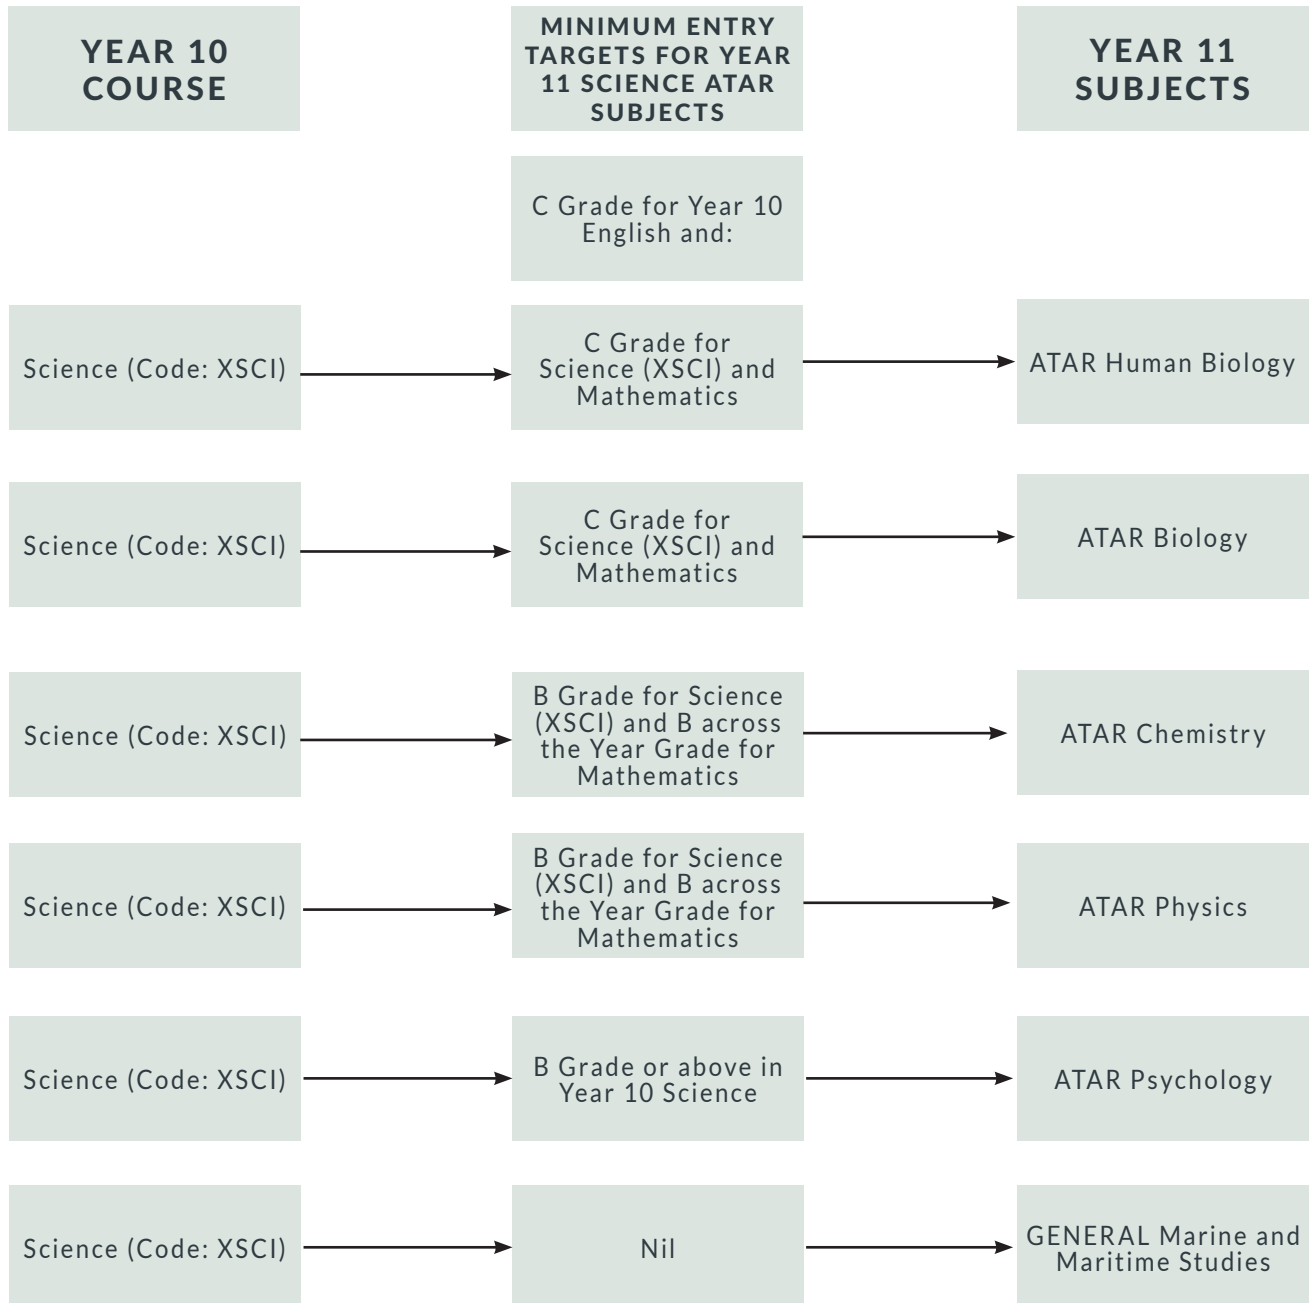 YEAR 10
COURSE
MINIMUM ENTRY
TARGETS FOR YEAR
11 SCIENCE ATAR
SUBJECTS
YEAR 11
SUBJECTS
C Grade for Year 10
English and:
Science (Code: XSCI)
C Grade for
Science (XSCI) and
Mathematics
ATAR Human Biology
Science (Code: XSCI)
C Grade for
Science (XSCI) and
Mathematics
ATAR Biology
Science (Code: XSCI)
B Grade for Science
(XSCI) and B across
the Year Grade for
Mathematics
ATAR Chemistry
Science (Code: XSCI)
B Grade for Science
(XSCI) and B across
the Year Grade for
Mathematics
ATAR Physics
Science (Code: XSCI)
B Grade or above in
Year 10 Science
ATAR Psychology
Science (Code: XSCI)
Nil
GENERAL Marine and
Maritime Studies